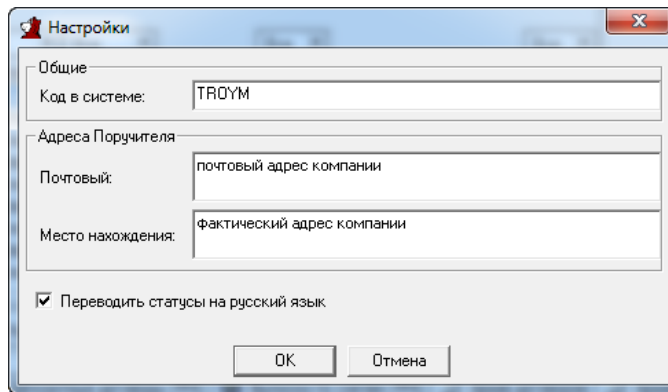 Настройки
Общие
Код в системе: TROYM
Адреса Поручителя
Почтовый: почтовый адрес компании
Место нахождения: фактический адрес компании
Переводить статусы на русский язык
OK Отмена